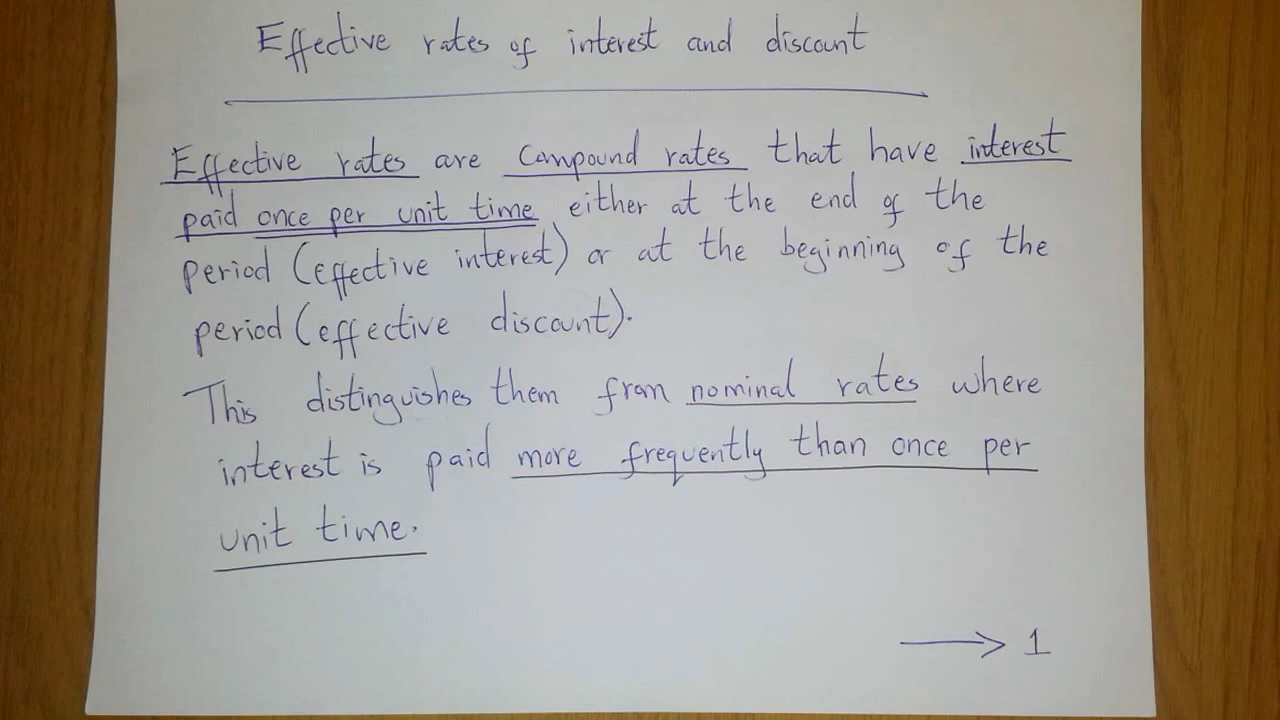 Effective rates of interest and discount
Effective rates are compound rates that have interest
paid once per unit time either at the end of the
period (effective interest) or at the beginning of the
period (effective discount).
This distinguishes them from nominal rates where
interest is paid more frequently than once per
unit time.
→ 1